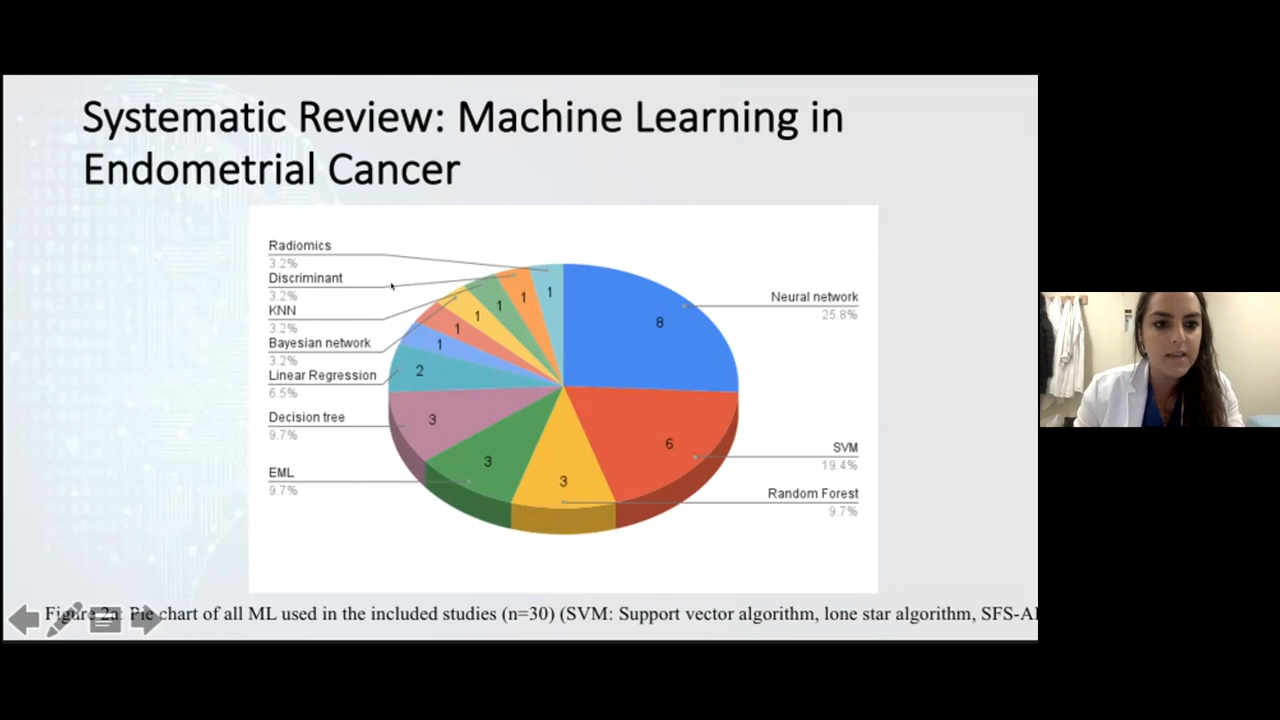 Systematic Review: Machine Learning in
Endometrial Cancer
Radiomics
3.2%
Discriminant
3.2%
KNN
3.2%
Bayesian network
3.2%
Linear Regression
6.5%
Decision tree
9.7%
EML
9.7%
Neural network
25.8%
SVM
19.4%
Random Forest
9.7%
8
6
3
3
3
2
1
1
1
1
1
1
Figure 2a: Pie chart of all ML used in the included studies (n=30) (SVM: Support vector algorithm, lone star algorithm,